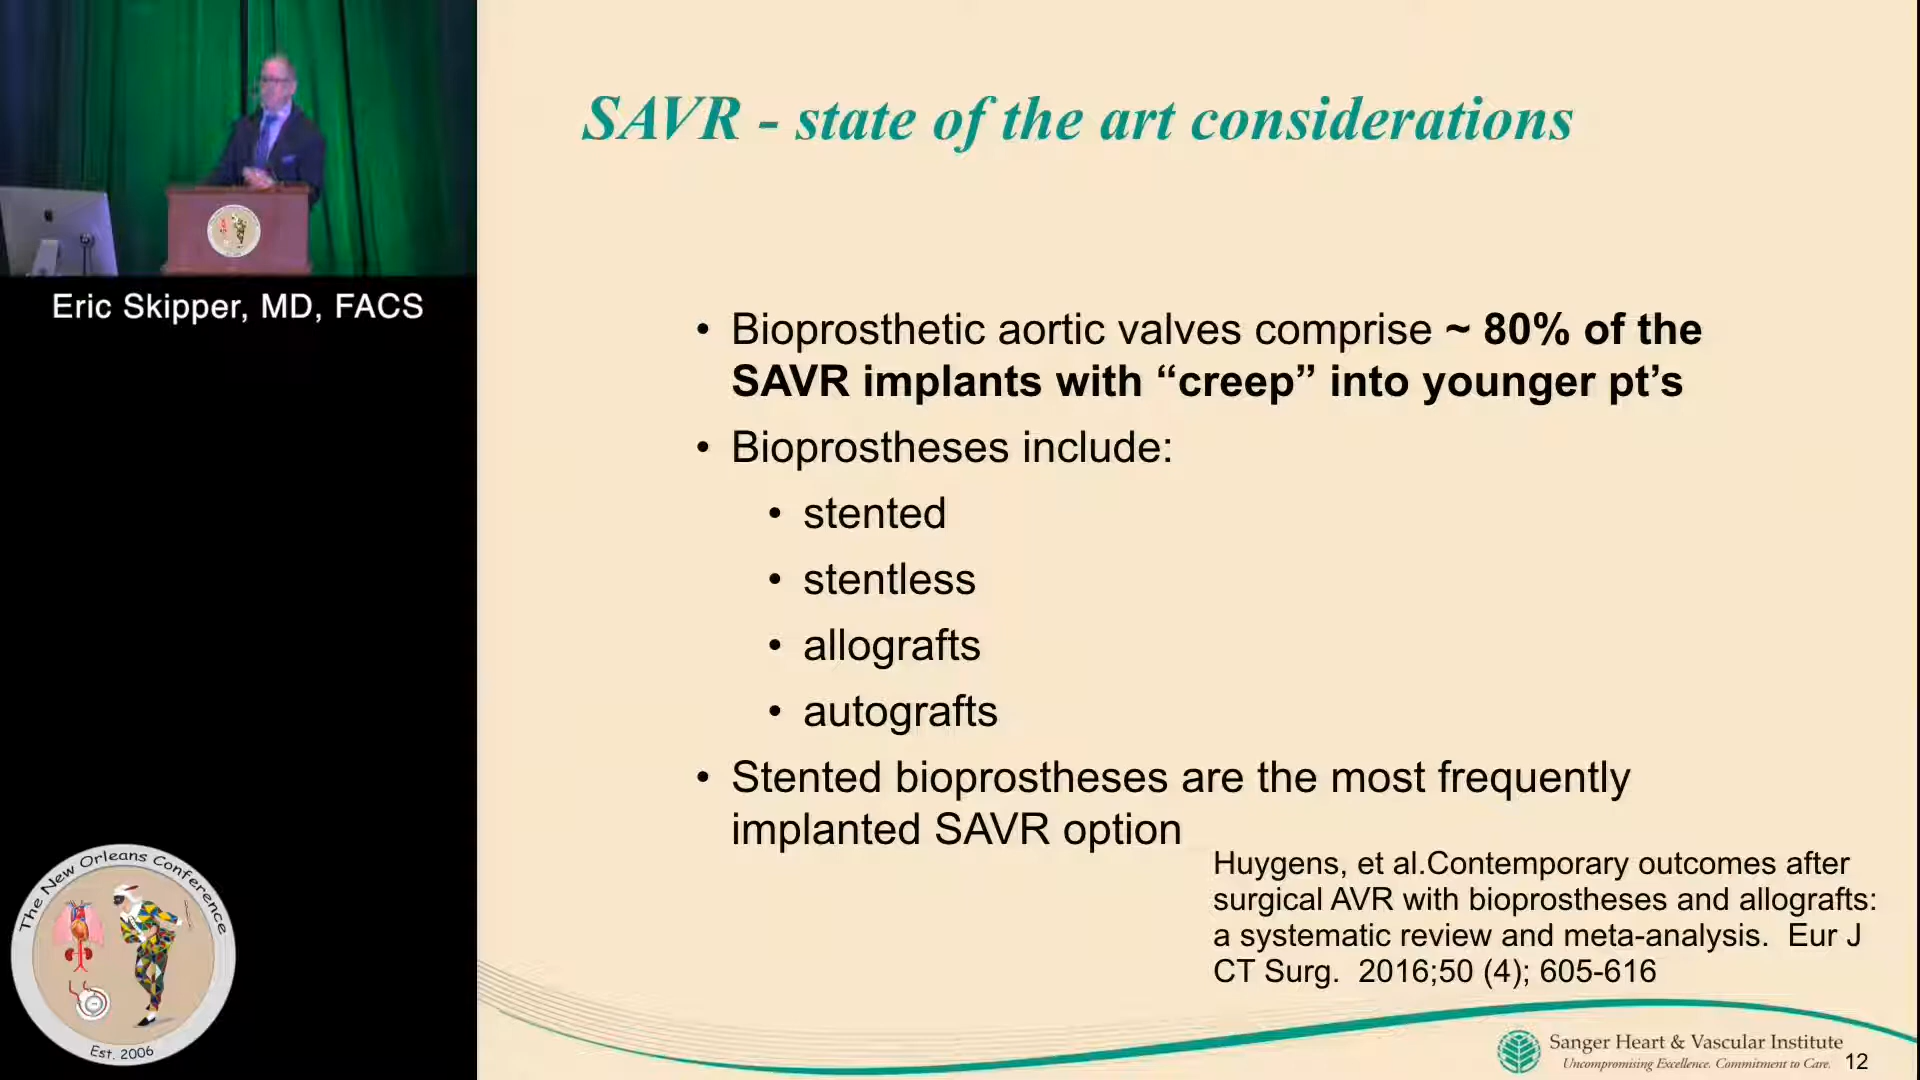 SAVR - state of the art considerations
Eric Skipper, MD, FACS
• Bioprosthetic aortic valves comprise ~ 80% of the
SAVR implants with “creep” into younger pt’s
• Bioprostheses include:
• stented
• stentless
• allografts
• autografts
• Stented bioprostheses are the most frequently
implanted SAVR option
Huygens, et al.Contemporary outcomes after
surgical AVR with bioprostheses and allografts:
a systematic review and meta-analysis.  Eur J
CT Surg.  2016;50 (4); 605-616
The New Orleans Conference
Est. 2006
Sanger Heart & Vascular Institute
Uncompromising Excellence. Commitment to Care.
12